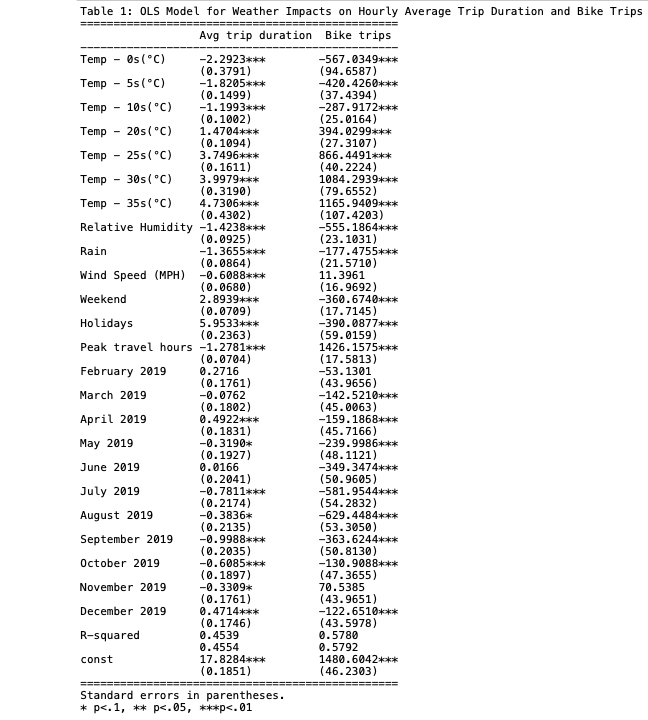 Table 1: OLS Model for Weather Impacts on Hourly Average Trip Duration and Bike Trips
==============================================
Avg trip duration Bike trips
----------------------------------------------
Temp - 0s(°C) -2.2923*** -567.0349***
(0.3791) (94.6587)
Temp - 5s(°C) -1.8205*** -420.4260***
(0.1499) (37.4394)
Temp - 10s(°C) -1.1993*** -287.9172***
(0.1002) (25.0164)
Temp - 20s(°C) 1.4704*** 394.0299***
(0.1094) (27.3107)
Temp - 25s(°C) 3.7496*** 866.4491***
(0.1611) (40.2224)
Temp - 30s(°C) 3.9979*** 1084.2939***
(0.3190) (79.6552)
Temp - 35s(°C) 4.7306*** 1165.9409***
(0.4302) (107.4203)
Relative Humidity -1.4238*** -555.1864***
(0.0925) (23.1031)
Rain -1.3655*** -177.4755***
(0.0864) (21.5710)
Wind Speed (MPH) -0.6088*** 11.3961
(0.0680) (16.9692)
Weekend 2.8939*** -360.6740***
(0.0709) (17.7145)
Holidays 5.9533*** -390.0877***
(0.2363) (59.0159)
Peak travel hours -1.2781*** 1426.1575***
(0.0704) (17.5813)
February 2019 0.2716 -53.1301
(0.1761) (43.9656)
March 2019 -0.0762 -142.5210***
(0.1802) (45.0063)
April 2019 0.4922*** -159.1868***
(0.1831) (45.7166)
May 2019 -0.3190* -239.9986***
(0.1927) (48.1121)
June 2019 0.0166 -349.3474***
(0.2041) (50.9605)
July 2019 -0.7811*** -581.9544***
(0.2174) (54.2832)
August 2019 -0.3836* -629.4484***
(0.2135) (53.3050)
September 2019 -0.9988*** -363.6244***
(0.2035) (50.8130)
October 2019 -0.6085*** -130.9088***
(0.1897) (47.3655)
November 2019 -0.3309* 70.5385
(0.1761) (43.9651)
December 2019 0.4714*** -122.6510***
(0.1746) (43.5978)
R-squared 0.4539 0.5780
0.4554 0.5792
const 17.8284*** 1480.6042***
(0.1851) (46.2303)
==============================================
Standard errors in parentheses.
* p<.1, ** p<.05, ***p<.01